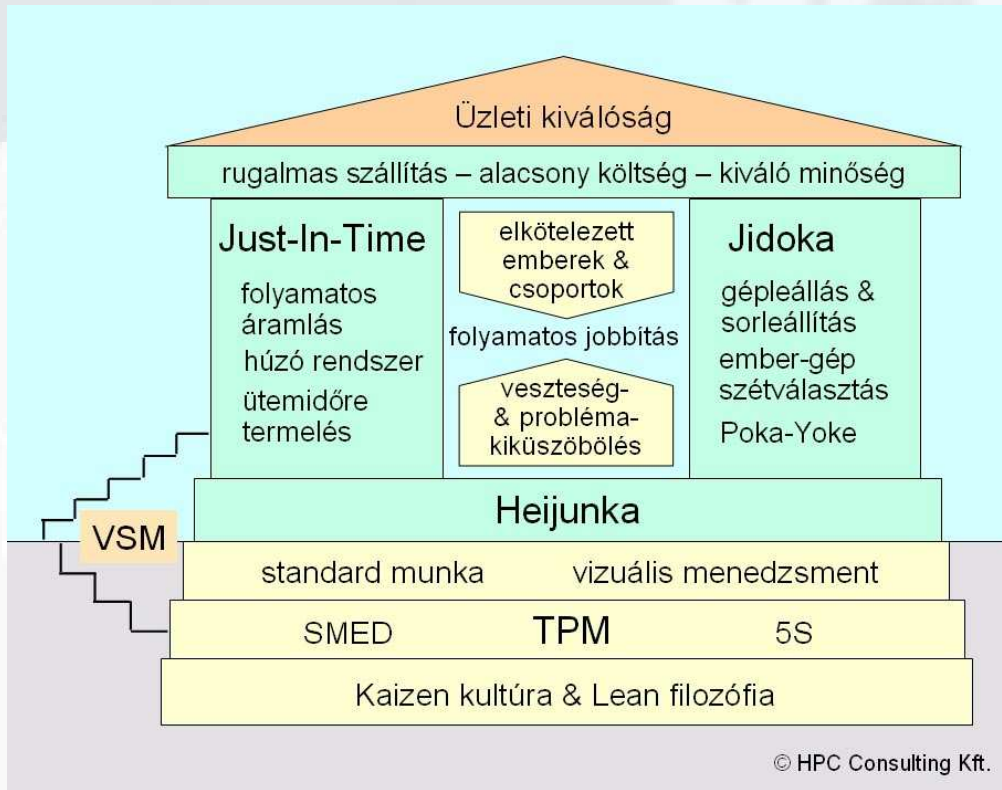 Üzleti kiválóság
rugalmas szállítás – alacsony költség – kiváló minőség
Just-In-Time
folyamatos
áramlás
húzó rendszer
ütemidőre
termelés
elkötelezett
emberek &
csoportok
folyamatos jobbítás
veszteség-
& probléma-
kiküszöbölés
Jidoka
gépleállás &
sorleállítás
ember-gép
szétválasztás
Poka-Yoke
Heijunka
VSM
standard munka vizuális menedzsment
SMED TPM 5S
Kaizen kultúra & Lean filozófia
© HPC Consulting Kft.